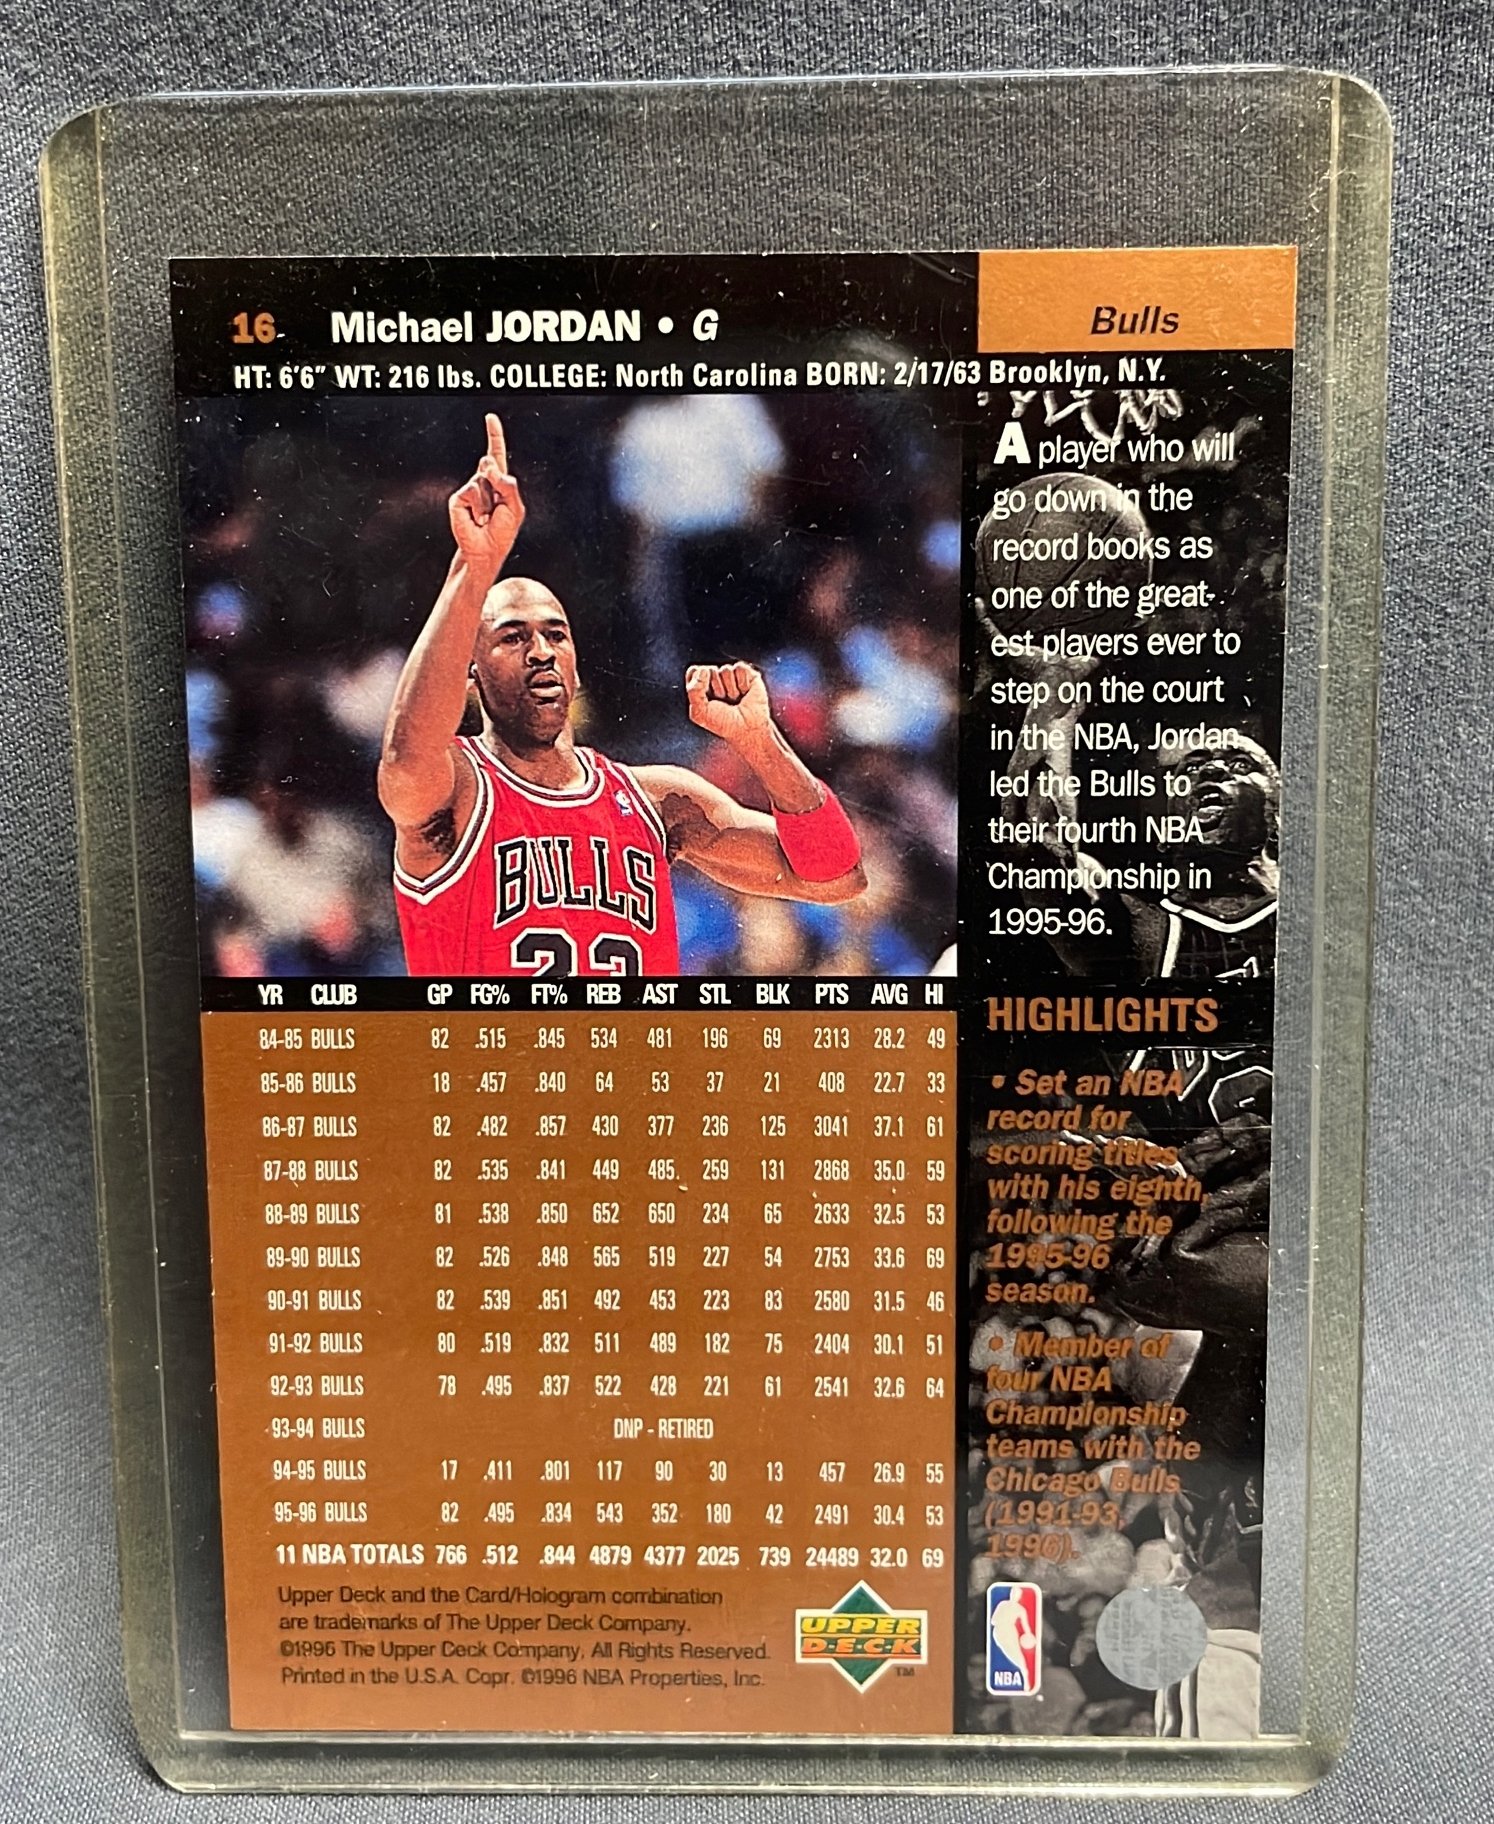 16 Michael JORDAN • G
Bulls
HT: 6'6" WT: 216 lbs. COLLEGE: North Carolina BORN: 2/17/63 Brooklyn, N.Y.
A player who will
go down in the
record books as
one of the great-
est players ever to
step on the court
in the NBA, Jordan
led the Bulls to
their fourth NBA
Championship in
1995-96.
BULLS
23
HIGHLIGHTS
• Set an NBA
record for
scoring titles
with his eighth,
following the
1995-96
season.
• Member of
four NBA
Championship
teams with the
Chicago Bulls
(1991-93,
1996).
YR CLUB GP FG% FT% REB AST STL BLK PTS AVG HI
84-85 BULLS 82 .515 .845 534 481 196 69 2313 28.2 49
85-86 BULLS 18 .457 .840 64 53 37 21 408 22.7 33
86-87 BULLS 82 .482 .857 430 377 236 125 3041 37.1 61
87-88 BULLS 82 .535 .841 449 485 259 131 2868 35.0 59
88-89 BULLS 81 .538 .850 652 650 234 65 2633 32.5 53
89-90 BULLS 82 .526 .848 565 519 227 54 2753 33.6 69
90-91 BULLS 82 .539 .851 492 453 223 83 2580 31.5 46
91-92 BULLS 80 .519 .832 511 489 182 75 2404 30.1 51
92-93 BULLS 78 .495 .837 522 428 221 61 2541 32.6 64
93-94 BULLS DNP - RETIRED
94-95 BULLS 17 .411 .801 117 90 30 13 457 26.9 55
95-96 BULLS 82 .495 .834 543 352 180 42 2491 30.4 53
11 NBA TOTALS 766 .512 .844 4879 4377 2025 739 24489 32.0 69
Upper Deck and the Card/Hologram combination
are trademarks of The Upper Deck Company.
©1996 The Upper Deck Company. All Rights Reserved.
Printed in the U.S.A. Copr. ©1996 NBA Properties, Inc.
UPPER
DECK
TM
NBA